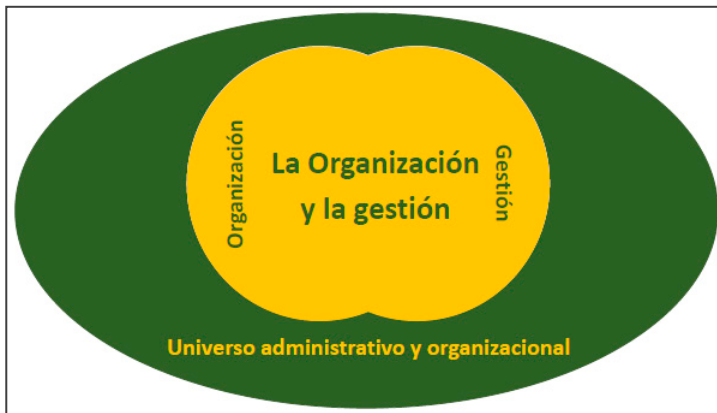 Organización
La Organización
y la gestión
Gestión
Universo administrativo y organizacional